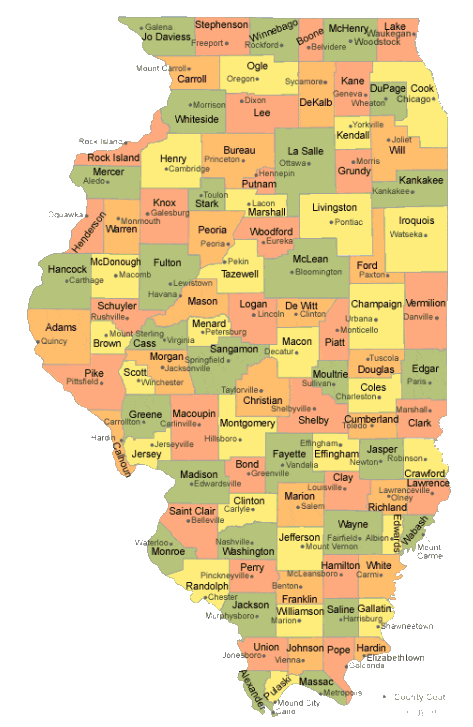 Galena
Jo Daviess
Stephenson
Freeport
Winnebago
Rockford
Boone
Belvidere
McHenry
Woodstock
Lake
Waukegan
Mount Carroll
Carroll
Ogle
Oregon
Sycamore
DeKalb
Kane
Geneva
DuPage
Wheaton
Cook
Chicago
Morrison
Whiteside
Dixon
Lee
Yorkville
Kendall
Joliet
Will
Rock Island
Rock Island
Henry
Cambridge
Bureau
Princeton
La Salle
Ottawa
Morris
Grundy
Mercer
Aledo
Hennepin
Putnam
Kankakee
Kankakee
Oquawka
Henderson
Warren
Monmouth
Knox
Galesburg
Toulon
Stark
Lacon
Marshall
Livingston
Pontiac
Iroquois
Watseka
Peoria
Peoria
Woodford
Eureka
Hancock
Carthage
McDonough
Macomb
Fulton
Lewistown
Havana
Pekin
Tazewell
McLean
Bloomington
Ford
Paxton
Schuyler
Rushville
Mason
Logan
Lincoln
De Witt
Clinton
Champaign
Urbana
Vermilion
Danville
Adams
Quincy
Mount Sterling
Brown
Cass
Virginia
Menard
Petersburg
Monticello
Piatt
Macon
Decatur
Sangamon
Springfield
Morgan
Jacksonville
Scott
Winchester
Pike
Pittsfield
Tuscola
Douglas
Edgar
Paris
Moultrie
Sullivan
Coles
Charleston
Taylorville
Christian
Shelbyville
Shelby
Cumberland
Toledo
Marshall
Clark
Greene
Carrollton
Macoupin
Carlinville
Montgomery
Hillsboro
Hardin
Calhoun
Jersey
Jerseyville
Fayette
Vandalia
Effingham
Effingham
Jasper
Newton
Robinson
Crawford
Madison
Edwardsville
Bond
Greenville
Clay
Louisville
Lawrence
Lawrenceville
Olney
Richland
Clinton
Carlyle
Marion
Salem
Saint Clair
Belleville
Waterloo
Monroe
Nashville
Washington
Jefferson
Mount Vernon
Wayne
Fairfield
Albion
Edwards
Wabash
Mount
Carme
Pinckneyville
Perry
Randolph
Chester
McLeansboro
Hamilton
White
Carmi
Benton
Franklin
Jackson
Murphysboro
Williamson
Marion
Saline
Harrisburg
Gallatin
Shawneetown
Union
Jonesboro
Johnson
Vienna
Pope
Golconda
Hardin
Elizabethtown
Alexander
Pulaski
Mound City
Cairo
Massac
Metropolis
County Seat